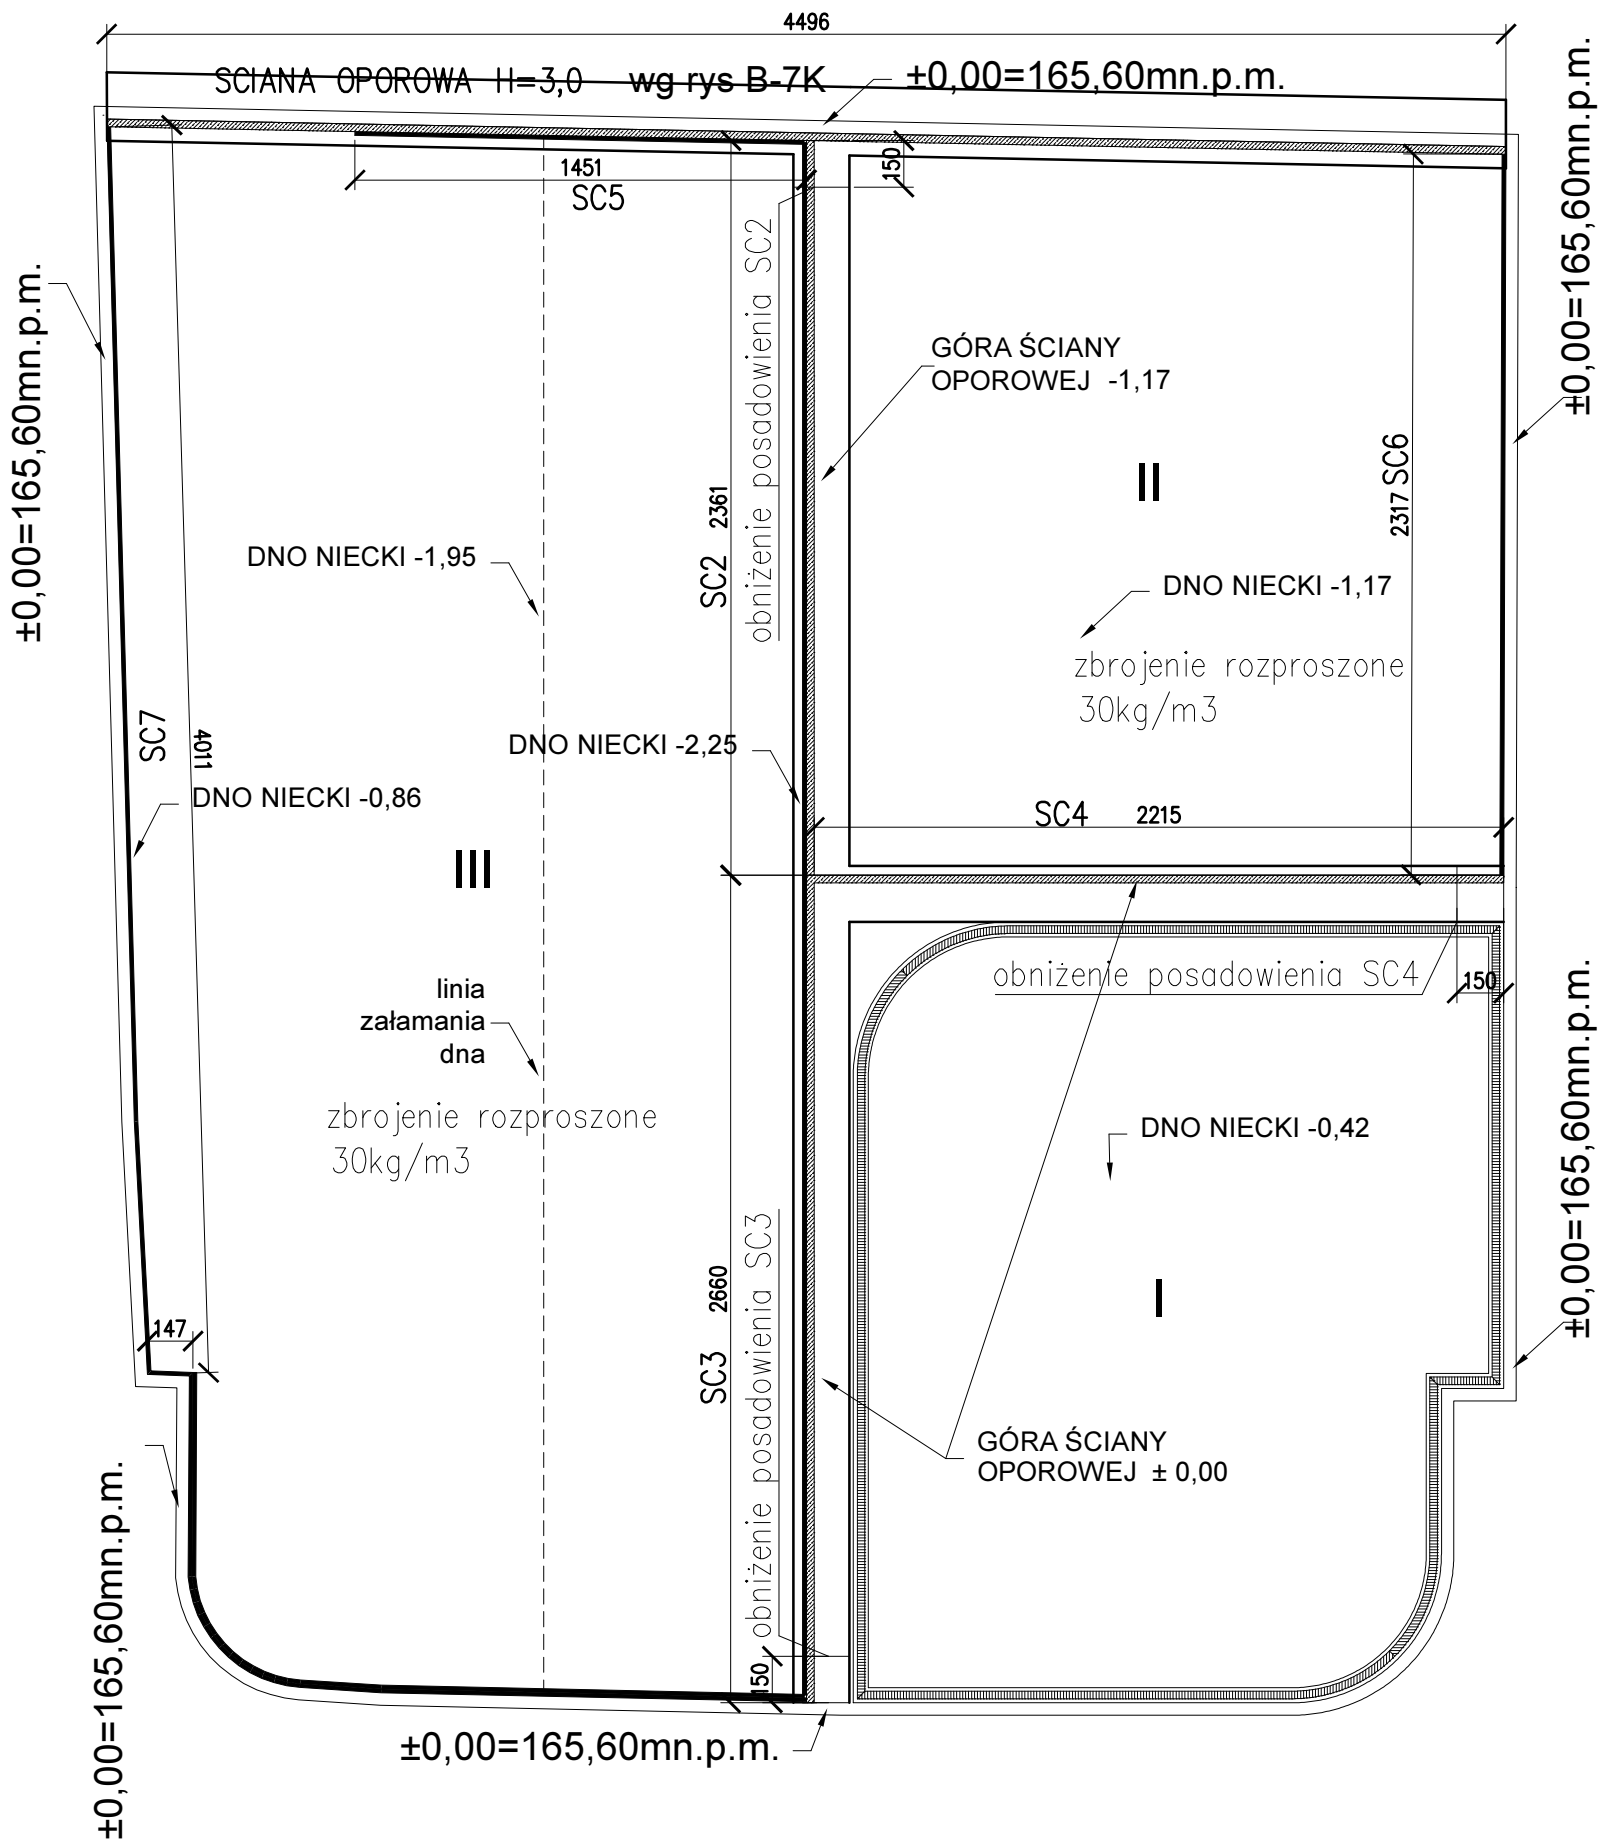 4496
SCIANA OPOROWA H=3,0 wg rys B-7K
±0,00=165,60mn.p.m.
±0,00=165,60mn.p.m.
1451
SC5
150
obniżenie posadowienia SC2
±0,00=165,60mn.p.m.
GÓRA ŚCIANY
OPOROWEJ -1,17
II
2317 SC6
SC2 2361
DNO NIECKI -1,95
DNO NIECKI -1,17
zbrojenie rozproszone
30kg/m3
SC7
4011
DNO NIECKI -2,25
DNO NIECKI -0,86
SC4 2215
III
linia
załamania
dna
obniżenie posadowienia SC4
150
±0,00=165,60mn.p.m.
zbrojenie rozproszone
30kg/m3
DNO NIECKI -0,42
I
147
SC3 2660
obniżenie posadowienia SC3
GÓRA ŚCIANY
OPOROWEJ ± 0,00
±0,00=165,60mn.p.m.
150
±0,00=165,60mn.p.m.